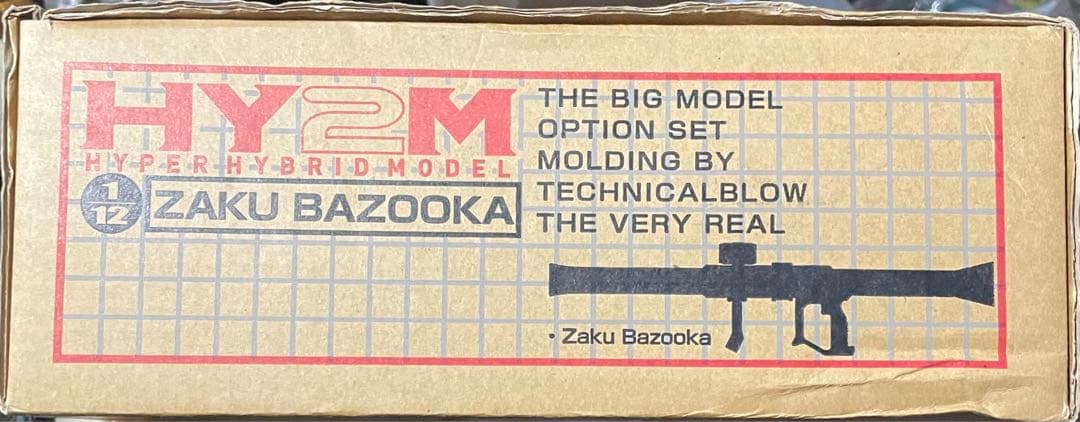 HY2M
HYPER HYBRID MODEL
1/12
ZAKU BAZOOKA
THE BIG MODEL
OPTION SET
MOLDING BY
TECHNICALBLOW
THE VERY REAL
・Zaku Bazooka